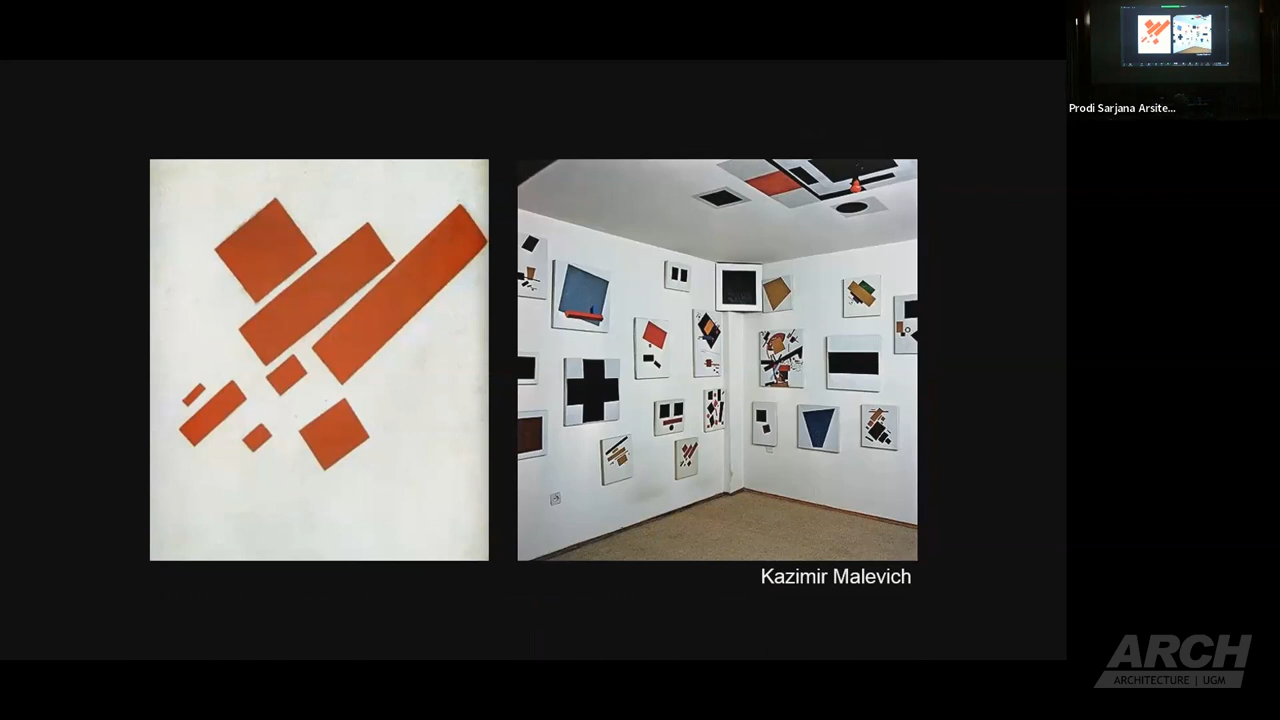 Prodi Sarjana Arsite...
Kazimir Malevich
ARCH
ARCHITECTURE | UGM